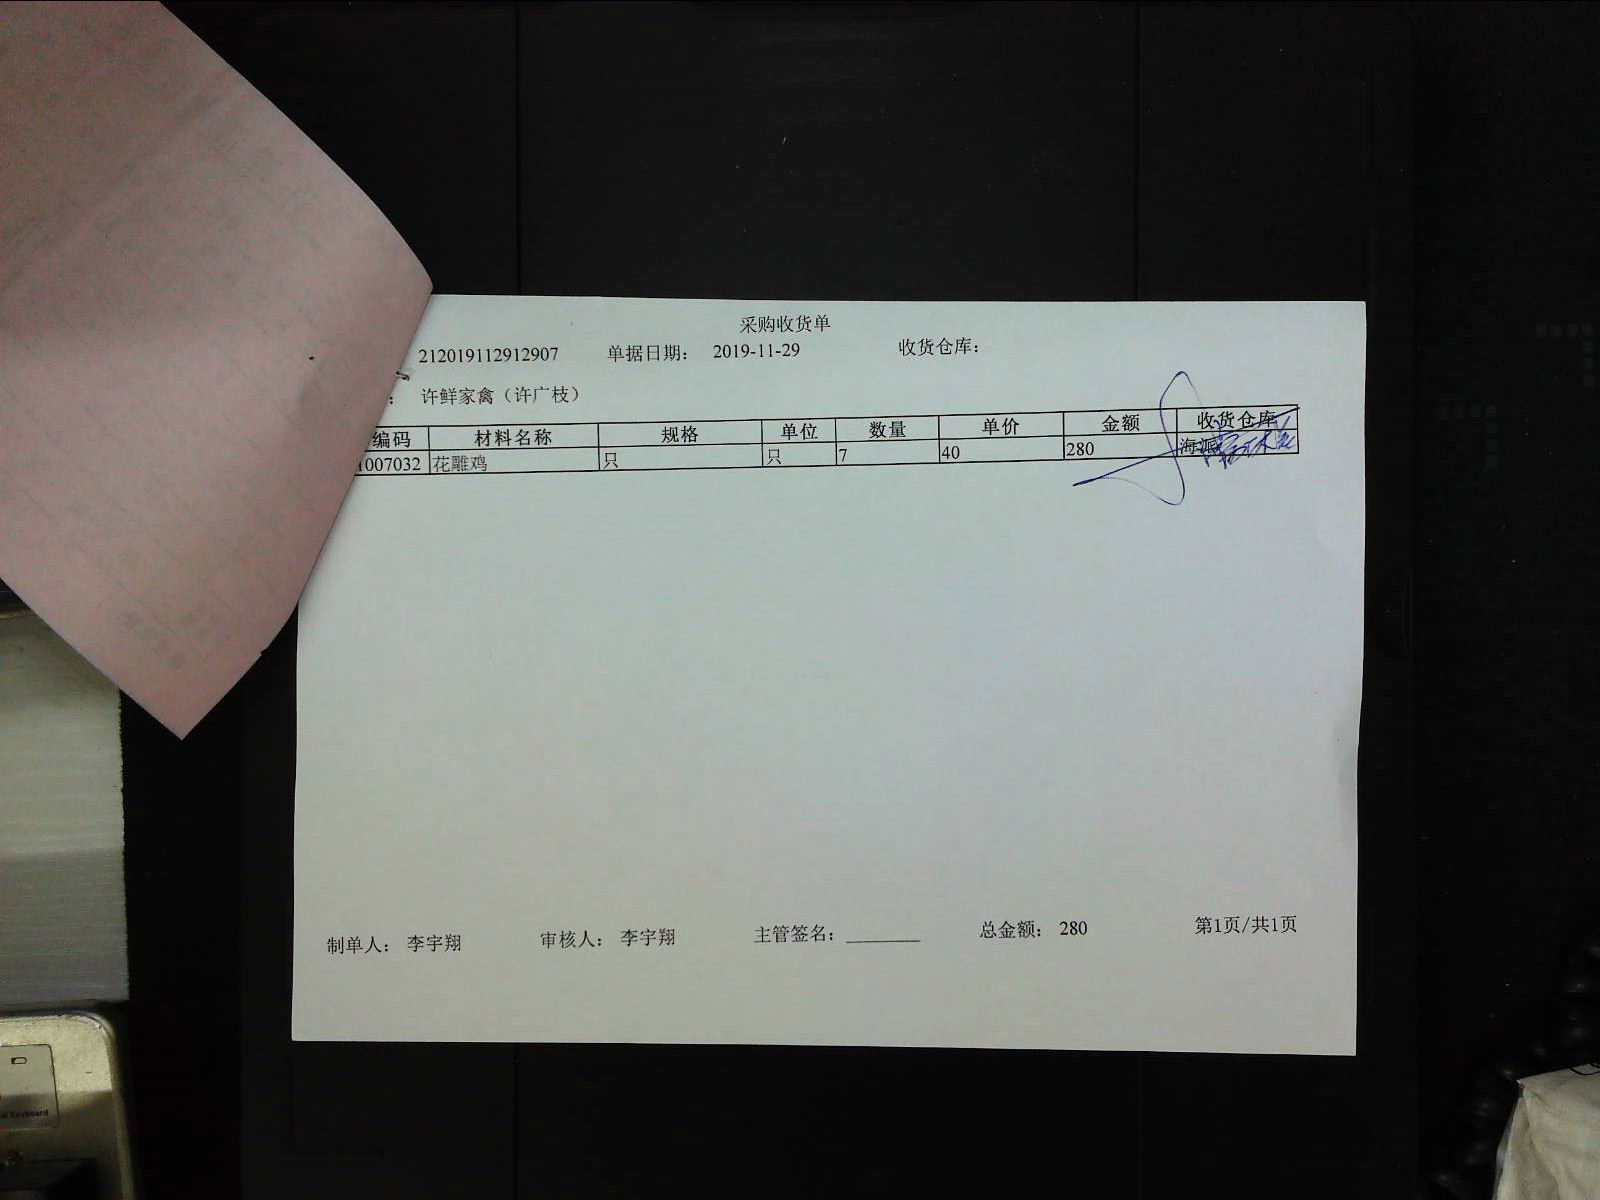 采购收货单
212019112912907 单据日期： 2019-11-29 收货仓库：
： 许鲜家禽（许广枝）
编码 材料名称 规格 单位 数量 单价 金额 收货仓库
1007032 花雕鸡 只 只 7 40 280 海派
制单人： 李宇翔 审核人： 李宇翔 主管签名： ________ 总金额： 280 第1页/共1页